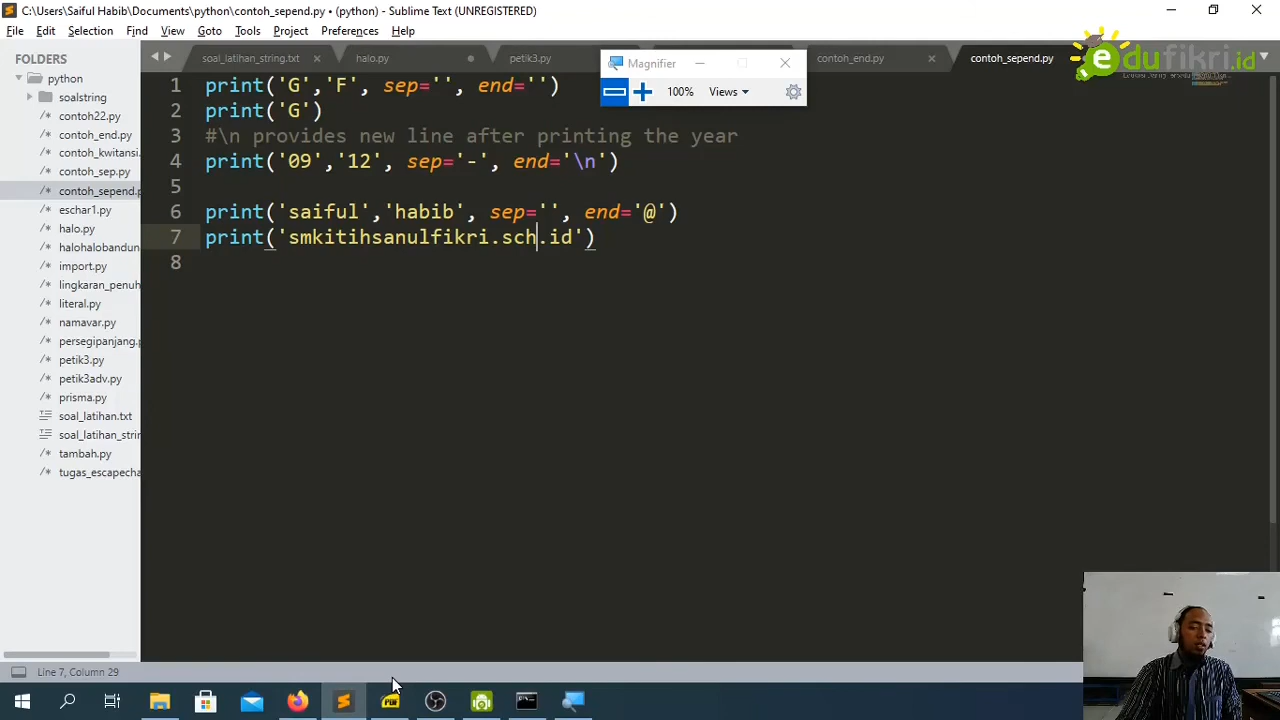 C:\Users\Saiful Habib\Documents\python\contoh_sepend.py • (python) - Sublime Text (UNREGISTERED)
File Edit Selection Find View Goto Tools Project Preferences Help
edufikri.id
FOLDERS
python
soalstring
contoh22.py
contoh_end.py
contoh_kwitansi.
contoh_sep.py
contoh_sepend.p
eschar1.py
halo.py
halohalobandun
import.py
lingkaran_penuh
literal.py
namavar.py
persegipanjang.p
petik3.py
petik3adv.py
prisma.py
soal_latihan.txt
soal_latihan_strin
tambah.py
tugas_escapecha
soal_latihan_string.txt halo.py petik3.py contoh_end.py contoh_sepend.py
Magnifier
100% Views
1 print('G','F', sep='', end='')
2 print('G')
3 #\n provides new line after printing the year
4 print('09','12', sep='-', end='\n')
5
6 print('saiful','habib', sep='', end='@')
7 print('smkitihsanulfikri.sch.id')
8
Line 7, Column 29